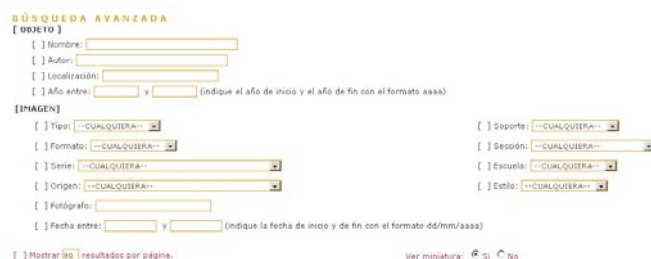 BÚSQUEDA AVANZADA
[ OBJETO ]
[ ] Nombre:
[ ] Autor:
[ ] Localización:
[ ] Año entre: y (indique el año de inicio y el año de fin con el formato aaaa)
[IMAGEN]
[ ] Tipo: --CUALQUIERA-- [ ] Soporte: --CUALQUIERA--
[ ] Formato: --CUALQUIERA-- [ ] Sección: --CUALQUIERA--
[ ] Serie: --CUALQUIERA-- [ ] Escuela: --CUALQUIERA--
[ ] Origen: --CUALQUIERA-- [ ] Estilo: --CUALQUIERA--
[ ] Fotógrafo:
[ ] Fecha entre: y (indique la fecha de inicio y de fin con el formato dd/mm/aaaa)
[ ] Mostrar resultados por página. Ver miniatura: Si No